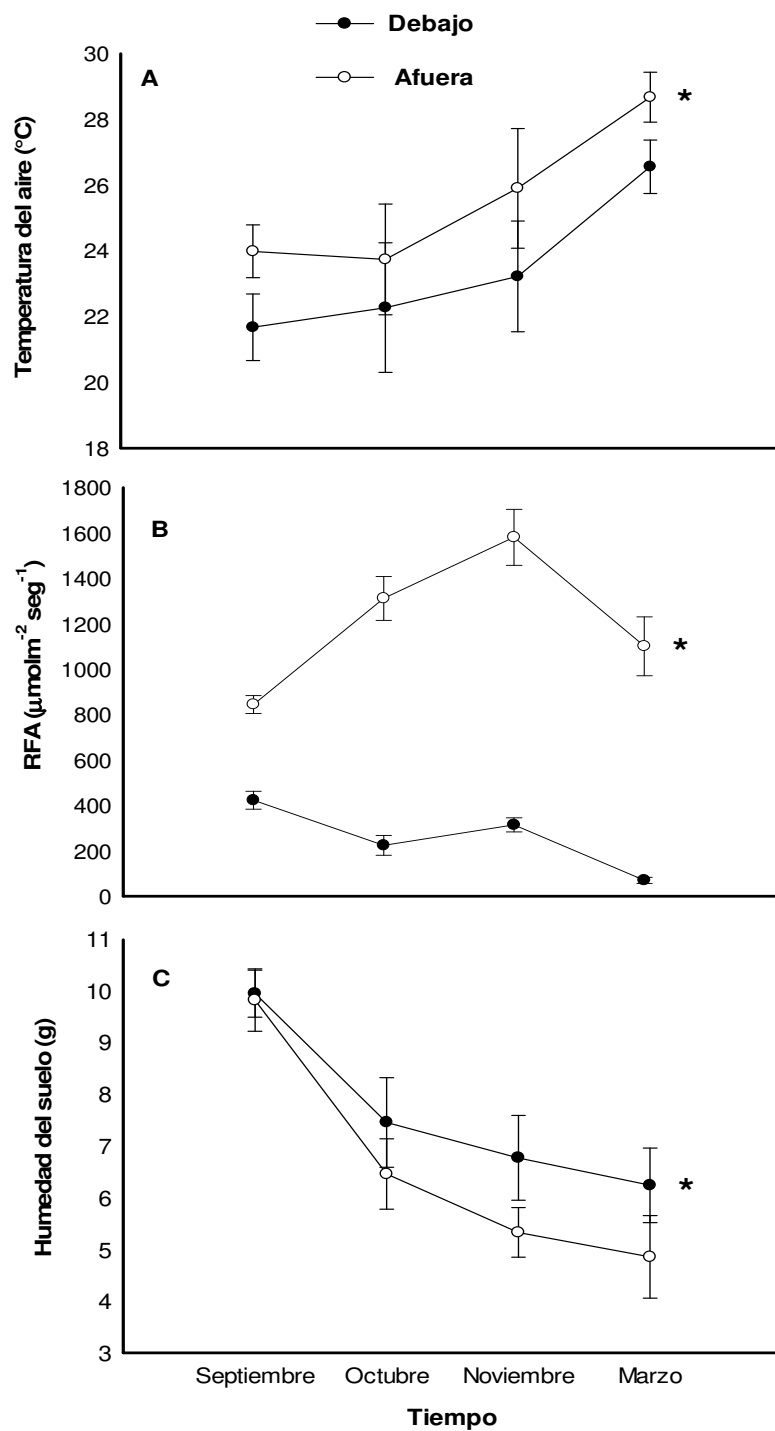 Debajo
Afuera
A
Temperatura del aire (°C)
30
28
26
24
22
20
18
*
B
RFA (μmolm⁻² seg⁻¹)
1800
1600
1400
1200
1000
800
600
400
200
0
*
C
Humedad del suelo (g)
11
10
9
8
7
6
5
4
3
*
Septiembre Octubre Noviembre Marzo
Tiempo